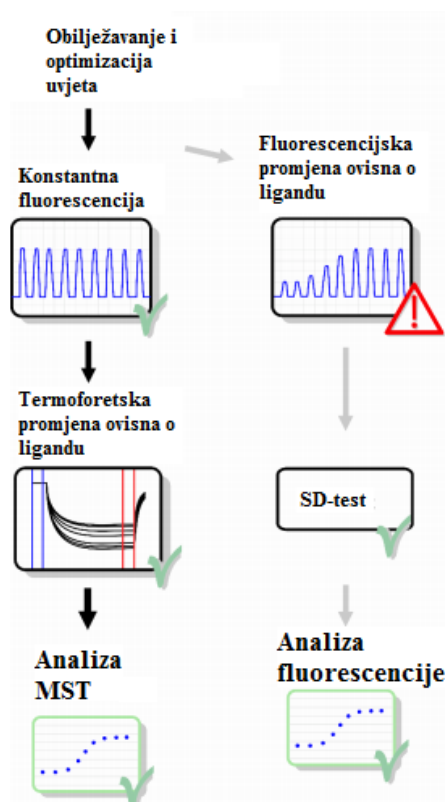 Obilježavanje i
optimizacija
uvjeta
Konstantna
fluorescencija
Fluorescencijska
promjena ovisna o
ligandu
Termoforetska
promjena ovisna o
ligandu
SD-test
Analiza
MST
Analiza
fluorescencije